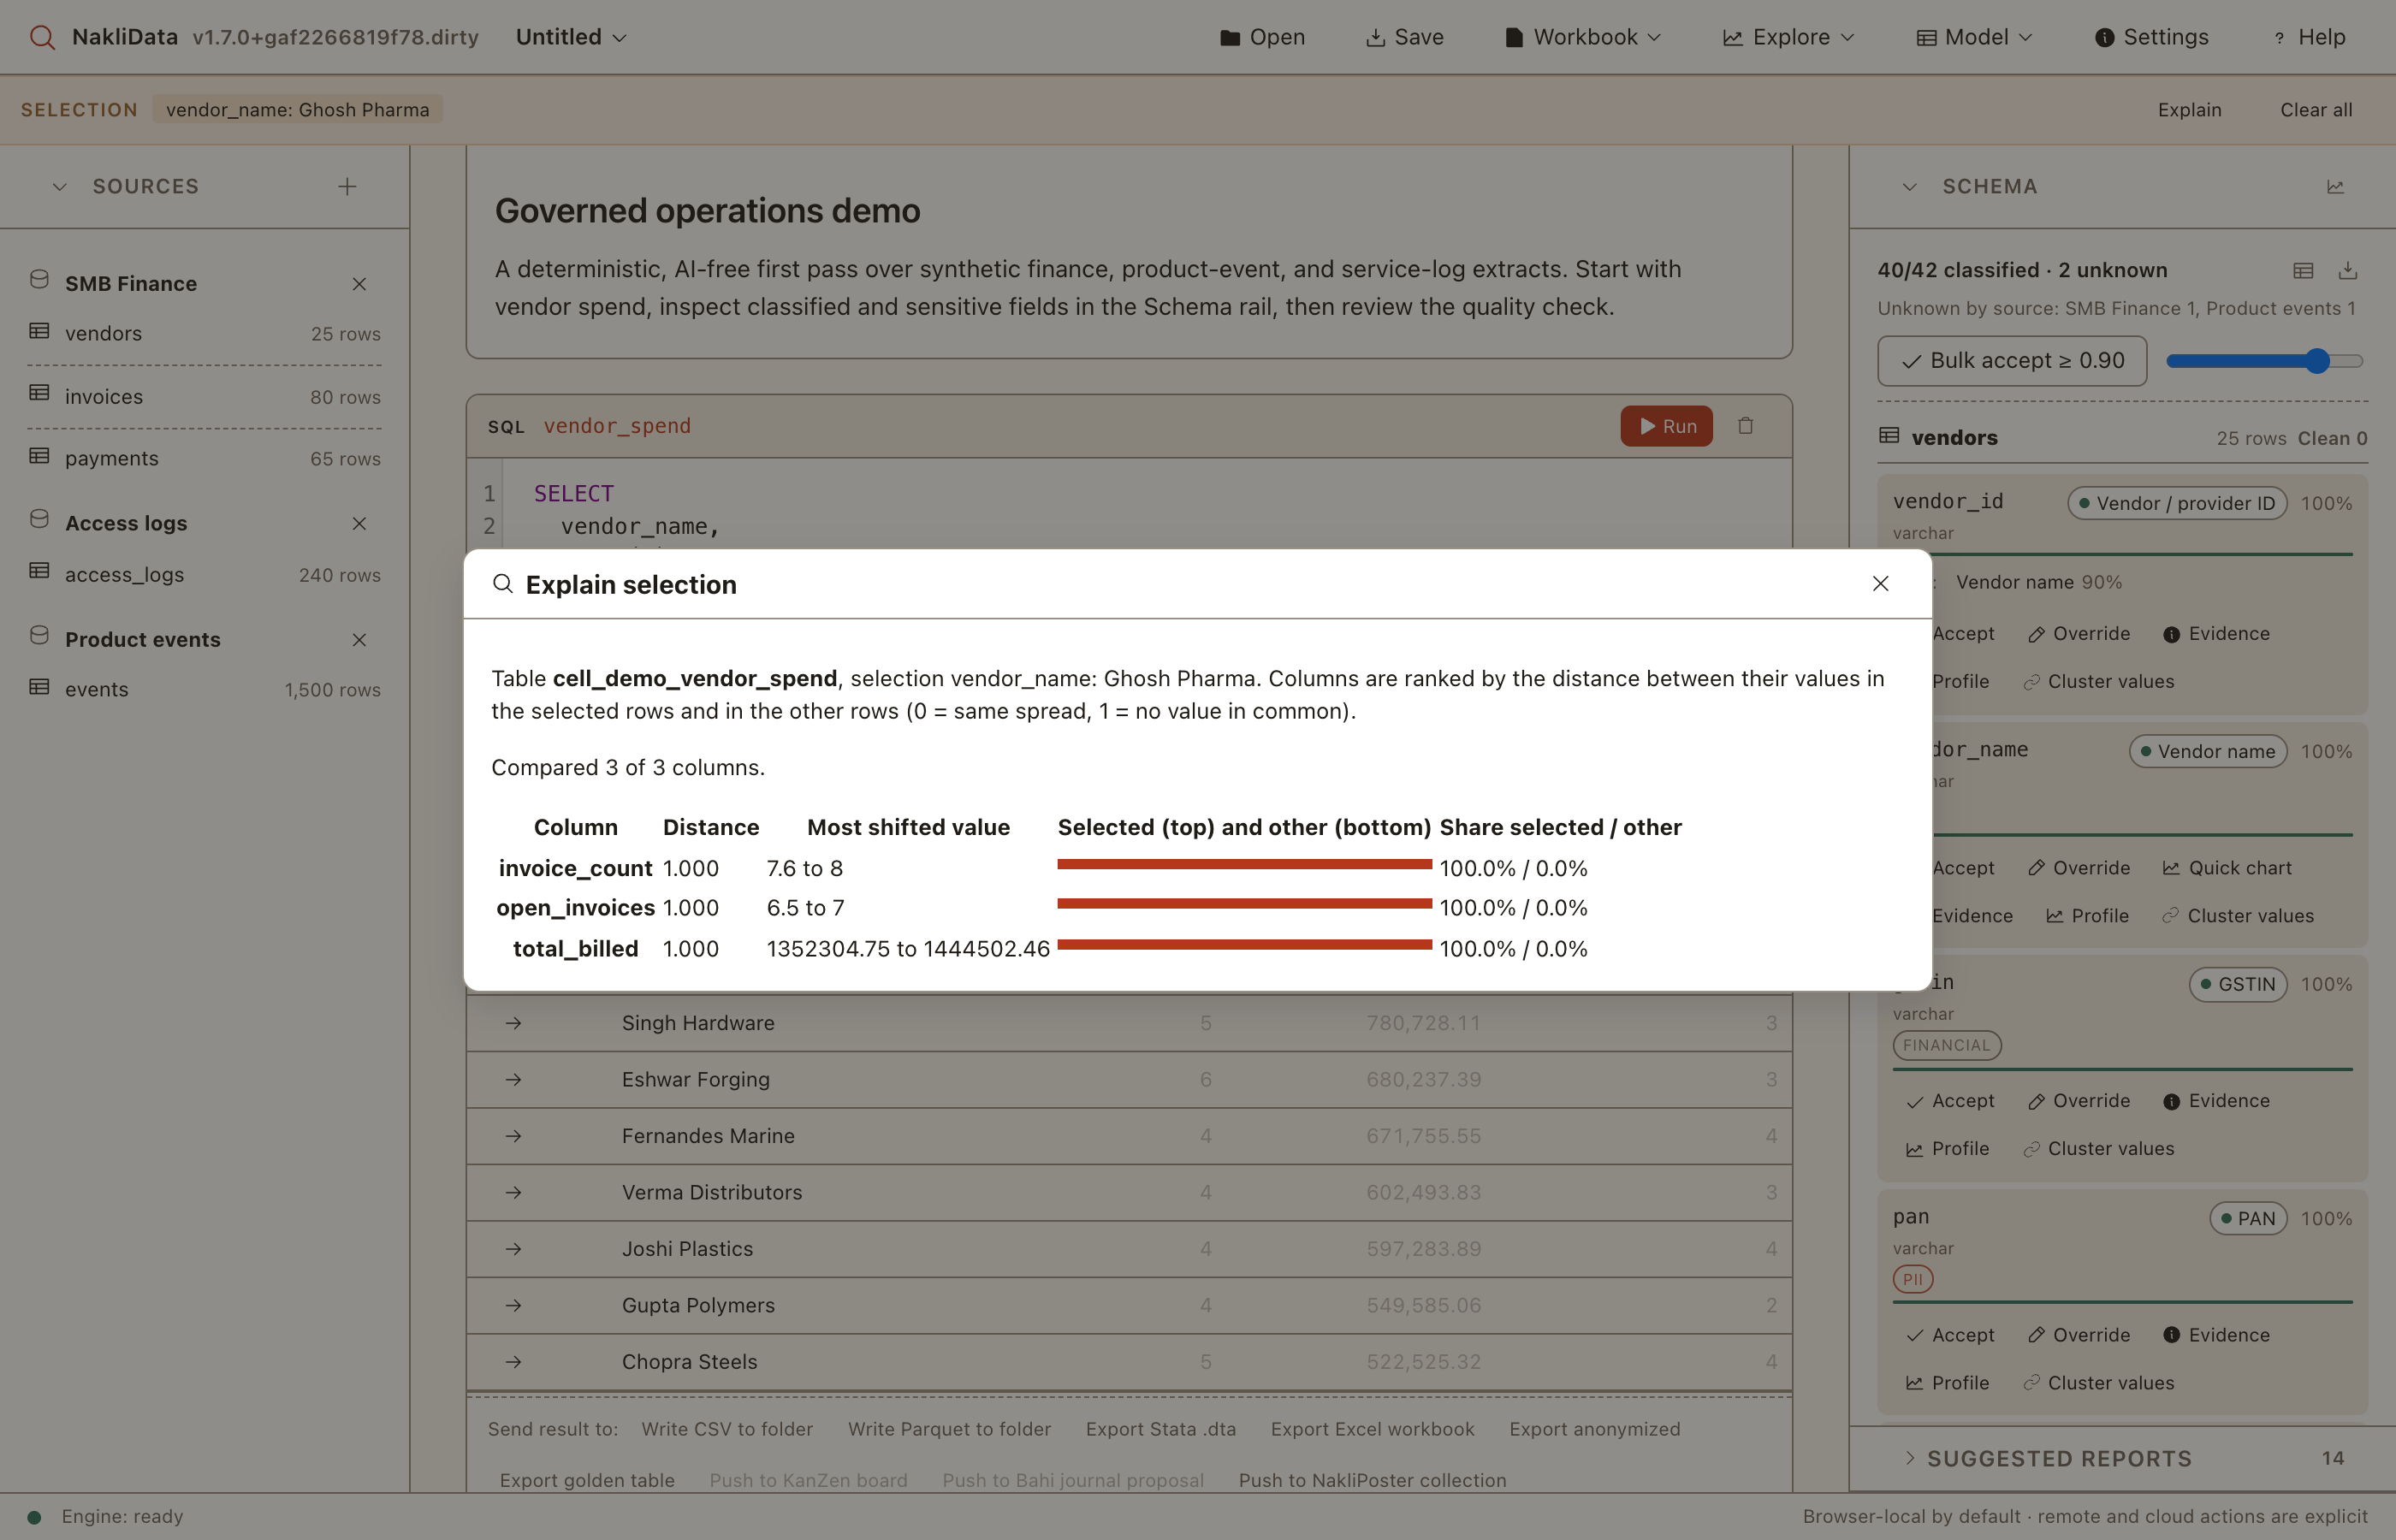 NakliData v1.7.0+gaf2266819f78.dirty Untitled Open Save Workbook Explore Model Settings ? Help
SELECTION vendor_name: Ghosh Pharma Explain Clear all
SOURCES
SMB Finance
vendors 25 rows
invoices 80 rows
payments 65 rows
Access logs
access_logs 240 rows
Product events
events 1,500 rows
Governed operations demo
A deterministic, AI-free first pass over synthetic finance, product-event, and service-log extracts. Start with
vendor spend, inspect classified and sensitive fields in the Schema rail, then review the quality check.
SQL vendor_spend Run
1 SELECT
2 vendor_name,
Explain selection
Table cell_demo_vendor_spend, selection vendor_name: Ghosh Pharma. Columns are ranked by the distance between their values in
the selected rows and in the other rows (0 = same spread, 1 = no value in common).
Compared 3 of 3 columns.
Column Distance Most shifted value Selected (top) and other (bottom) Share selected / other
invoice_count 1.000 7.6 to 8 100.0% / 0.0%
open_invoices 1.000 6.5 to 7 100.0% / 0.0%
total_billed 1.000 1352304.75 to 1444502.46 100.0% / 0.0%
Singh Hardware 5 780,728.11 3
Eshwar Forging 6 680,237.39 3
Fernandes Marine 4 671,755.55 4
Verma Distributors 4 602,493.83 3
Joshi Plastics 4 597,283.89 4
Gupta Polymers 4 549,585.06 2
Chopra Steels 5 522,525.32 4
Send result to: Write CSV to folder Write Parquet to folder Export Stata .dta Export Excel workbook Export anonymized
Export golden table Push to KanZen board Push to Bahi journal proposal Push to NakliPoster collection
SCHEMA
40/42 classified · 2 unknown
Unknown by source: SMB Finance 1, Product events 1
Bulk accept ≥ 0.90
vendors 25 rows Clean 0
vendor_id Vendor / provider ID 100%
varchar
: Vendor name 90%
Accept Override Evidence
Profile Cluster values
dor_name Vendor name 100%
ar
Accept Override Quick chart
Evidence Profile Cluster values
in GSTIN 100%
varchar
FINANCIAL
Accept Override Evidence
Profile Cluster values
pan PAN 100%
varchar
PII
Accept Override Evidence
Profile Cluster values
SUGGESTED REPORTS 14
Engine: ready Browser-local by default · remote and cloud actions are explicit